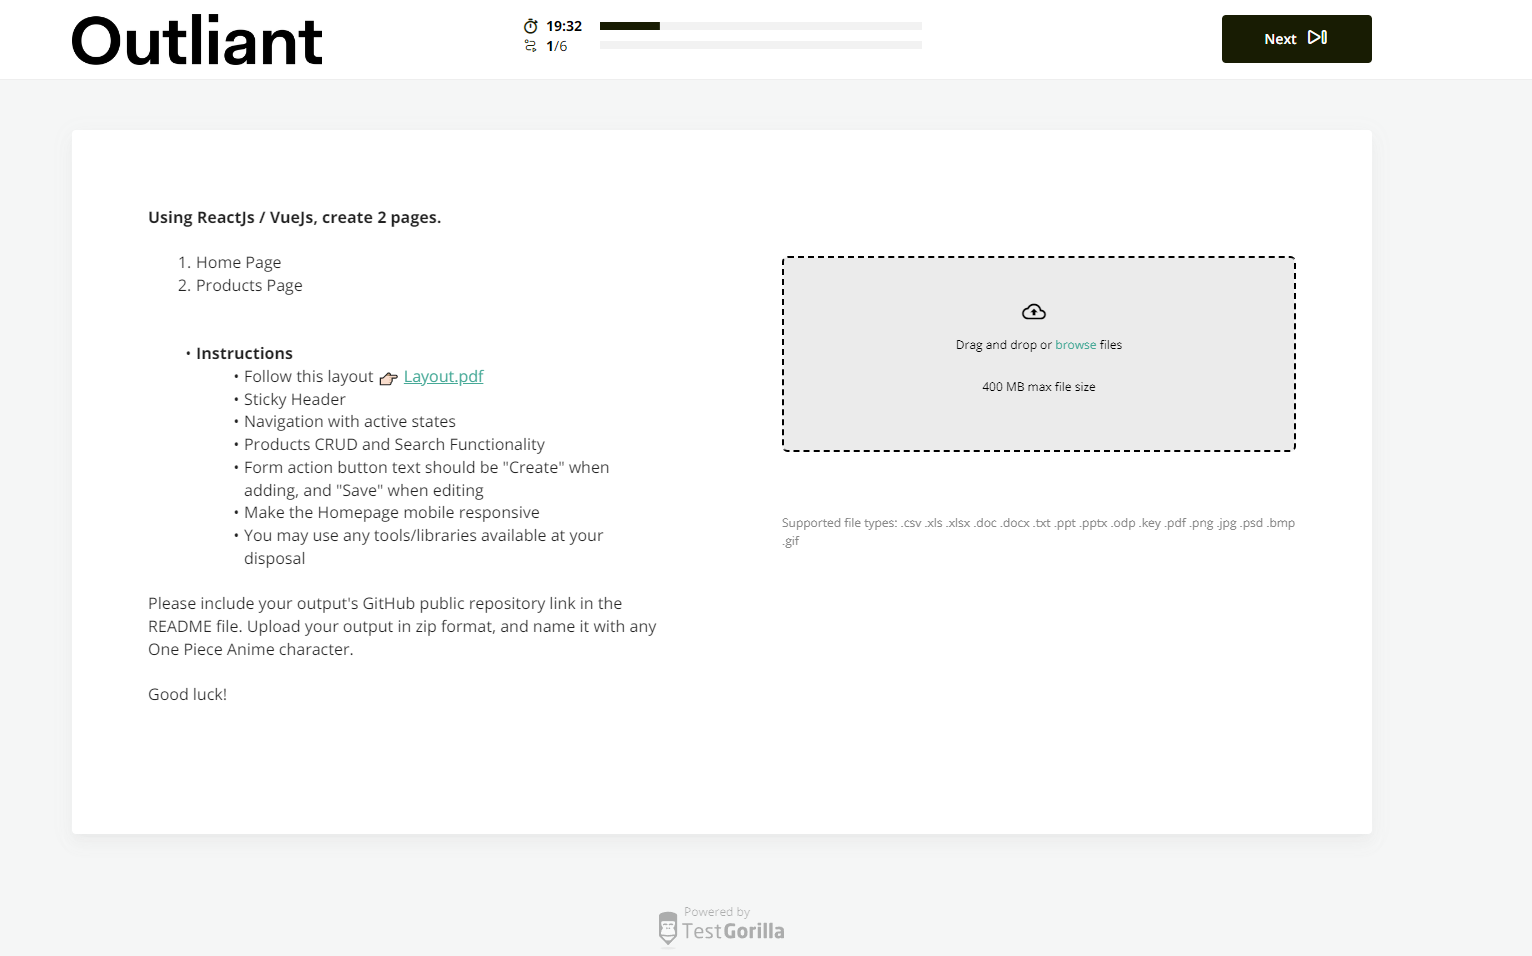 Outliant
19:32
1/6
Next
Using ReactJs / VueJs, create 2 pages.
1. Home Page
2. Products Page
• Instructions
• Follow this layout 👉 Layout.pdf
• Sticky Header
• Navigation with active states
• Products CRUD and Search Functionality
• Form action button text should be "Create" when
adding, and "Save" when editing
• Make the Homepage mobile responsive
• You may use any tools/libraries available at your
disposal
Please include your output's GitHub public repository link in the
README file. Upload your output in zip format, and name it with any
One Piece Anime character.
Good luck!
Drag and drop or browse files
400 MB max file size
Supported file types: .csv .xls .xlsx .doc .docx .txt .ppt .pptx .odp .key .pdf .png .jpg .psd .bmp
.gif
Powered by
TestGorilla